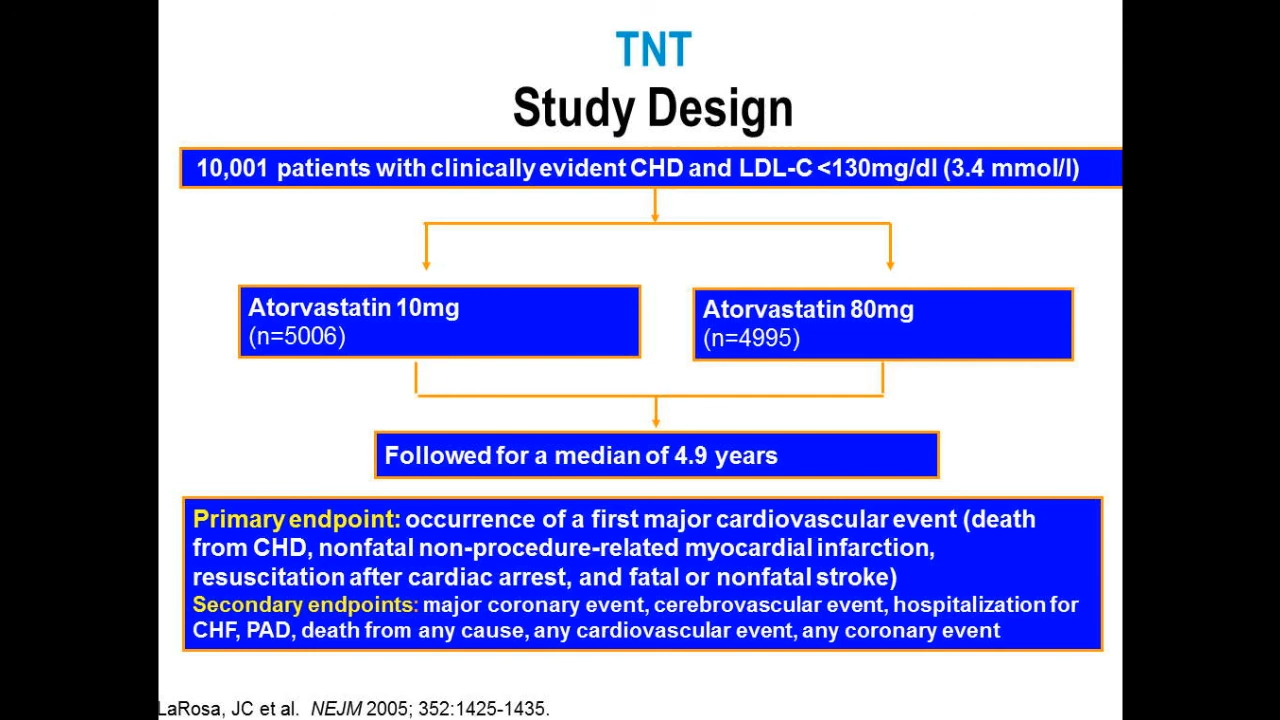 TNT
Study Design
10,001 patients with clinically evident CHD and LDL-C <130mg/dl (3.4 mmol/l)
Atorvastatin 10mg
(n=5006)
Atorvastatin 80mg
(n=4995)
Followed for a median of 4.9 years
Primary endpoint: occurrence of a first major cardiovascular event (death
from CHD, nonfatal non-procedure-related myocardial infarction,
resuscitation after cardiac arrest, and fatal or nonfatal stroke)
Secondary endpoints: major coronary event, cerebrovascular event, hospitalization for
CHF, PAD, death from any cause, any cardiovascular event, any coronary event
LaRosa, JC et al. NEJM 2005; 352:1425-1435.